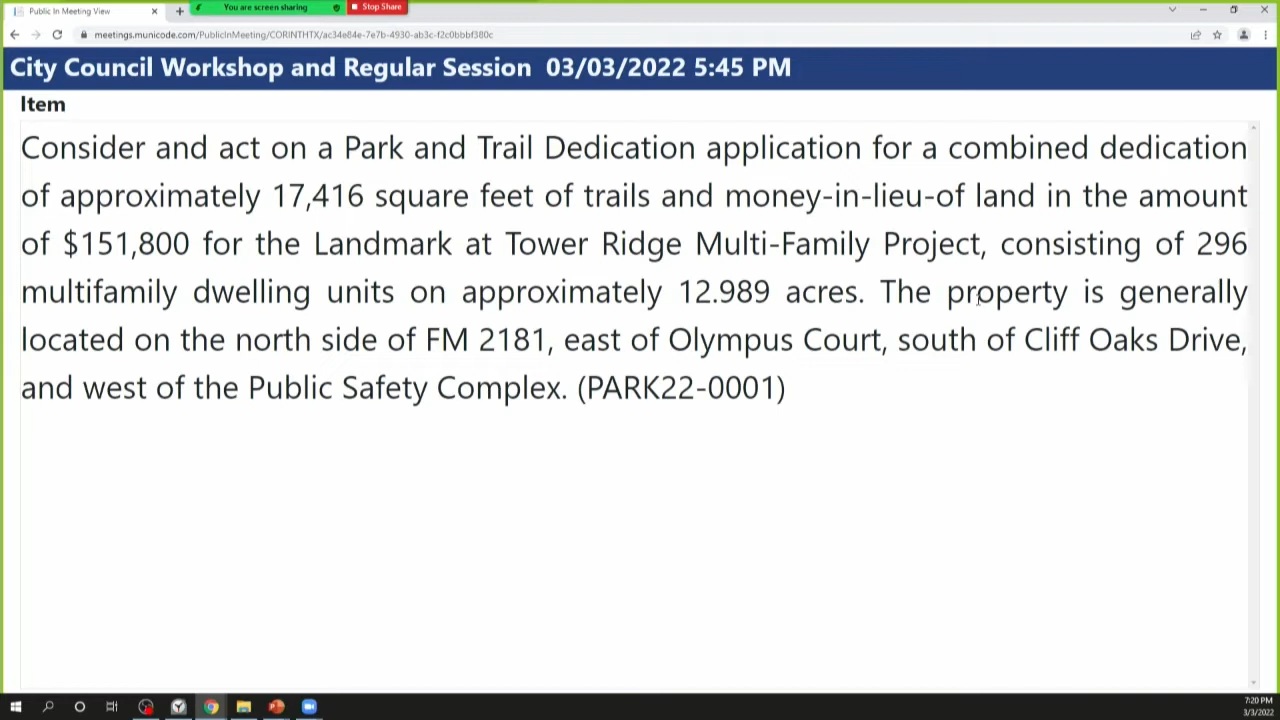 Public In Meeting View
You are screen sharing
Stop Share
meetings.municode.com/PublicInMeeting/CORINTHTX/ac34e84e-7e7b-4930-ab3c-f2c0bbbf380c
City Council Workshop and Regular Session 03/03/2022 5:45 PM
Item
Consider and act on a Park and Trail Dedication application for a combined dedication
of approximately 17,416 square feet of trails and money-in-lieu-of land in the amount
of $151,800 for the Landmark at Tower Ridge Multi-Family Project, consisting of 296
multifamily dwelling units on approximately 12.989 acres. The property is generally
located on the north side of FM 2181, east of Olympus Court, south of Cliff Oaks Drive,
and west of the Public Safety Complex. (PARK22-0001)
7:20 PM
3/3/2022